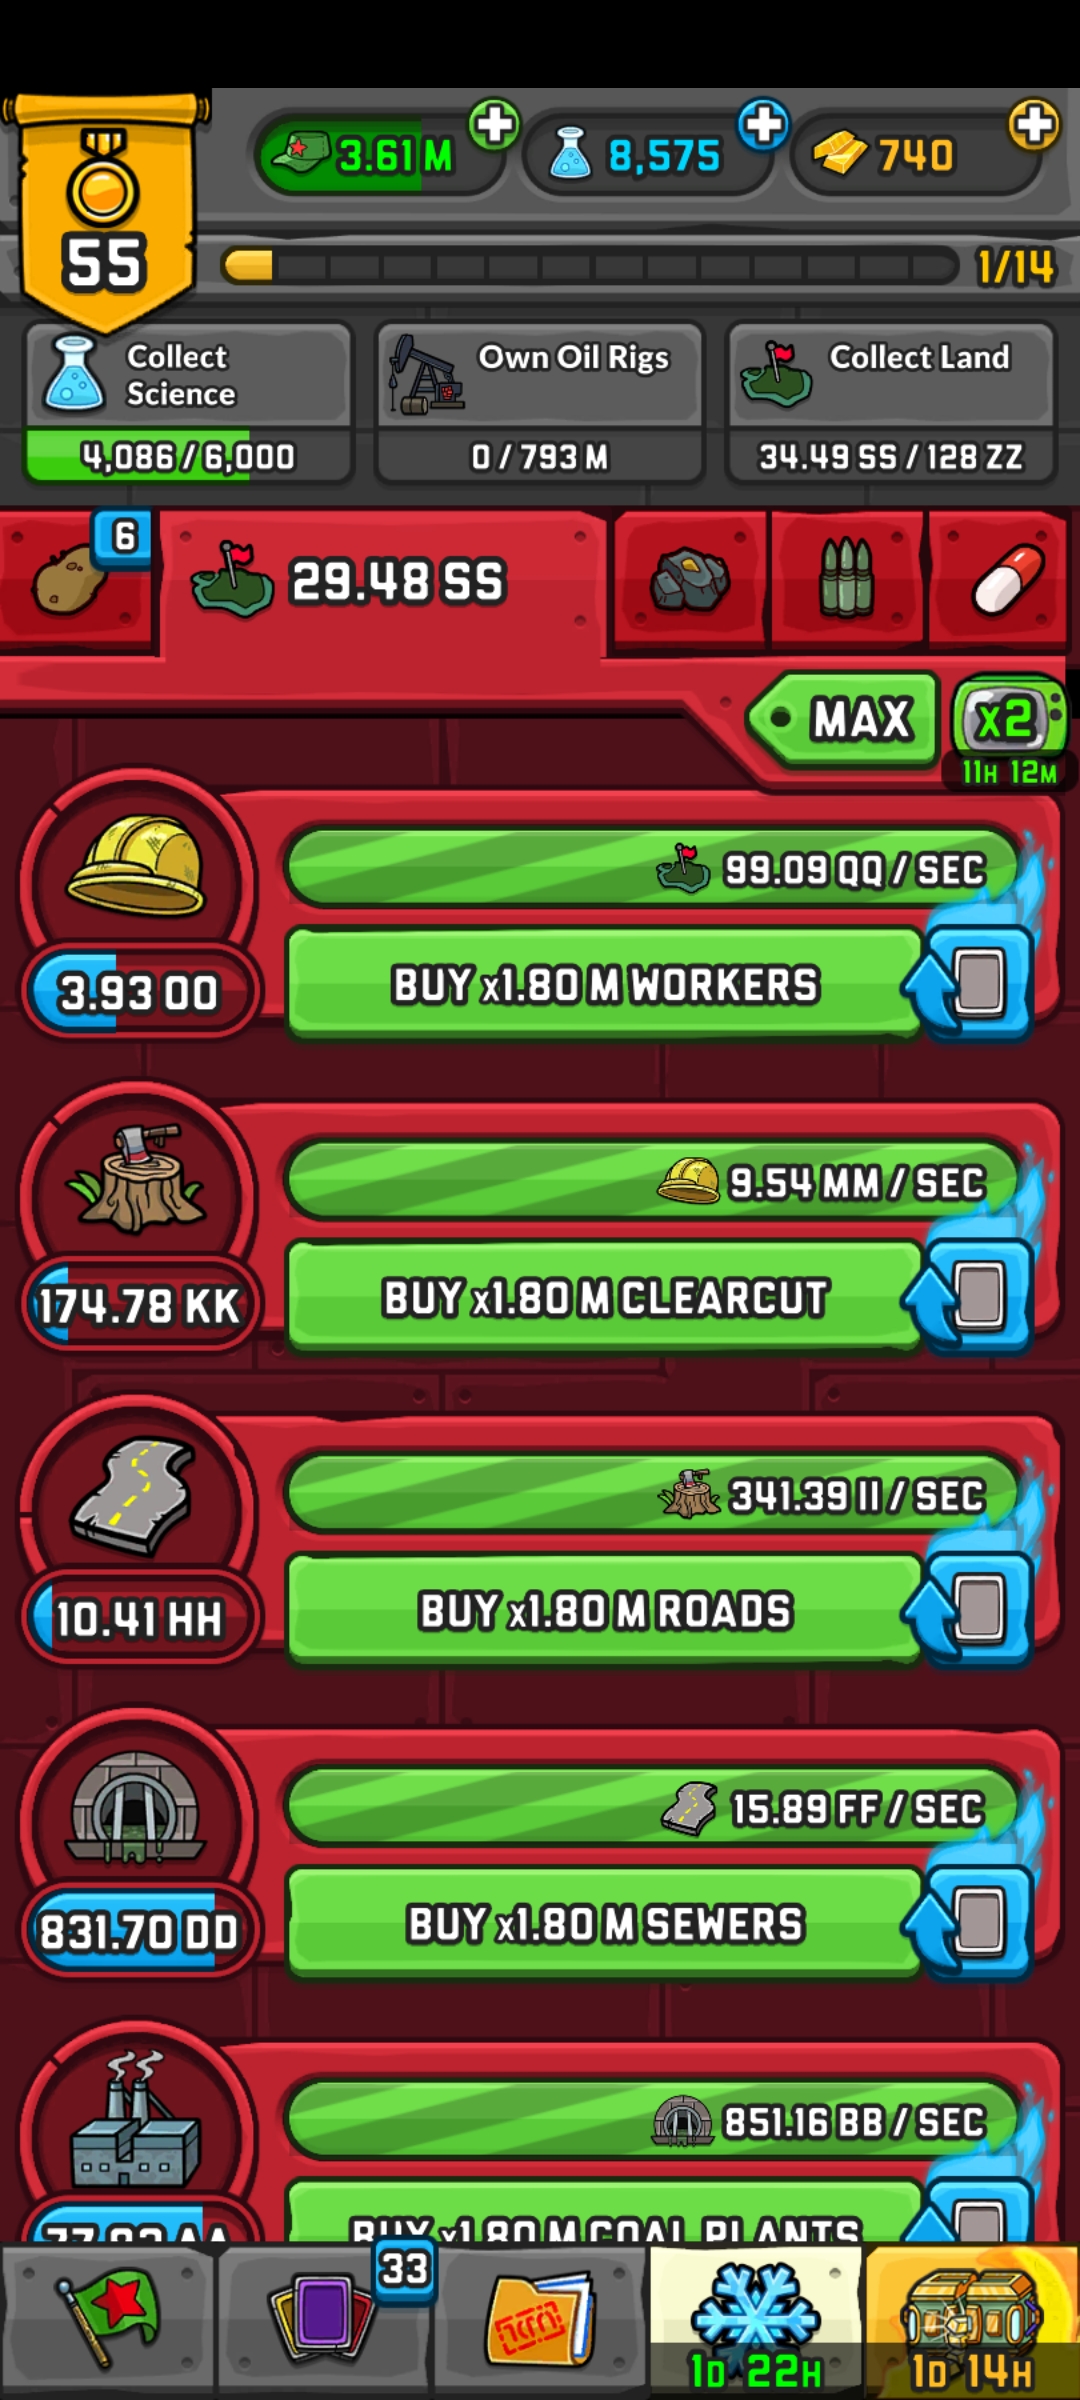 3.61 M
8,575
740
55
1/14
Collect
Science
4,086 / 6,000
Own Oil Rigs
0 / 793 M
Collect Land
34.49 SS / 128 ZZ
6
29.48 SS
MAX
x2
11H 12M
99.09 QQ / SEC
3.93 OO
BUY x1.80 M WORKERS
9.54 MM / SEC
174.78 KK
BUY x1.80 M CLEARCUT
341.39 II / SEC
10.41 HH
BUY x1.80 M ROADS
15.89 FF / SEC
831.70 DD
BUY x1.80 M SEWERS
851.16 BB / SEC
BUY x1.80 M COAL PLANTS
33
1D 22H
1D 14H